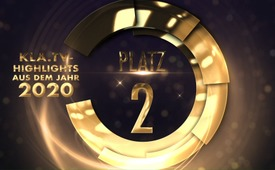 KLA.TV
HIGHLIGHTS
AUS DEM JAHR
2020
PLATZ
2